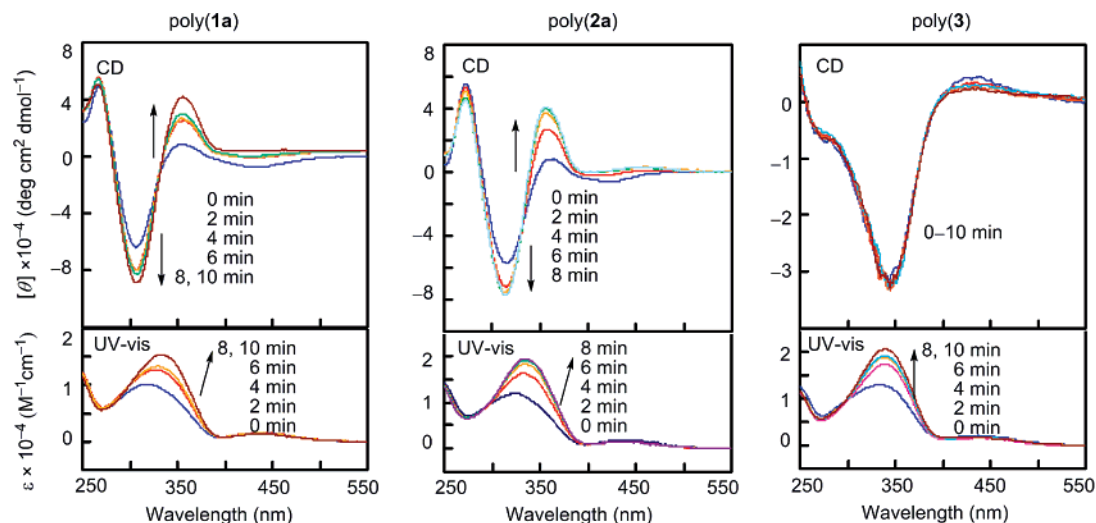 poly(1a)
8
CD
4
0
−4
−8
0 min
2 min
4 min
6 min
8, 10 min
[θ] ×10⁻⁴ (deg cm² dmol⁻¹)
2
UV-vis
1
0
8, 10 min
6 min
4 min
2 min
0 min
ε × 10⁻⁴ (M⁻¹cm⁻¹)
250 350 450 550
Wavelength (nm)
poly(2a)
8
CD
4
0
−4
−8
0 min
2 min
4 min
6 min
8 min
2
UV-vis
1
0
8 min
6 min
4 min
2 min
0 min
250 350 450 550
Wavelength (nm)
poly(3)
CD
0
−1
−2
−3
0–10 min
2
UV-vis
1
0
8, 10 min
6 min
4 min
2 min
0 min
250 350 450 550
Wavelength (nm)